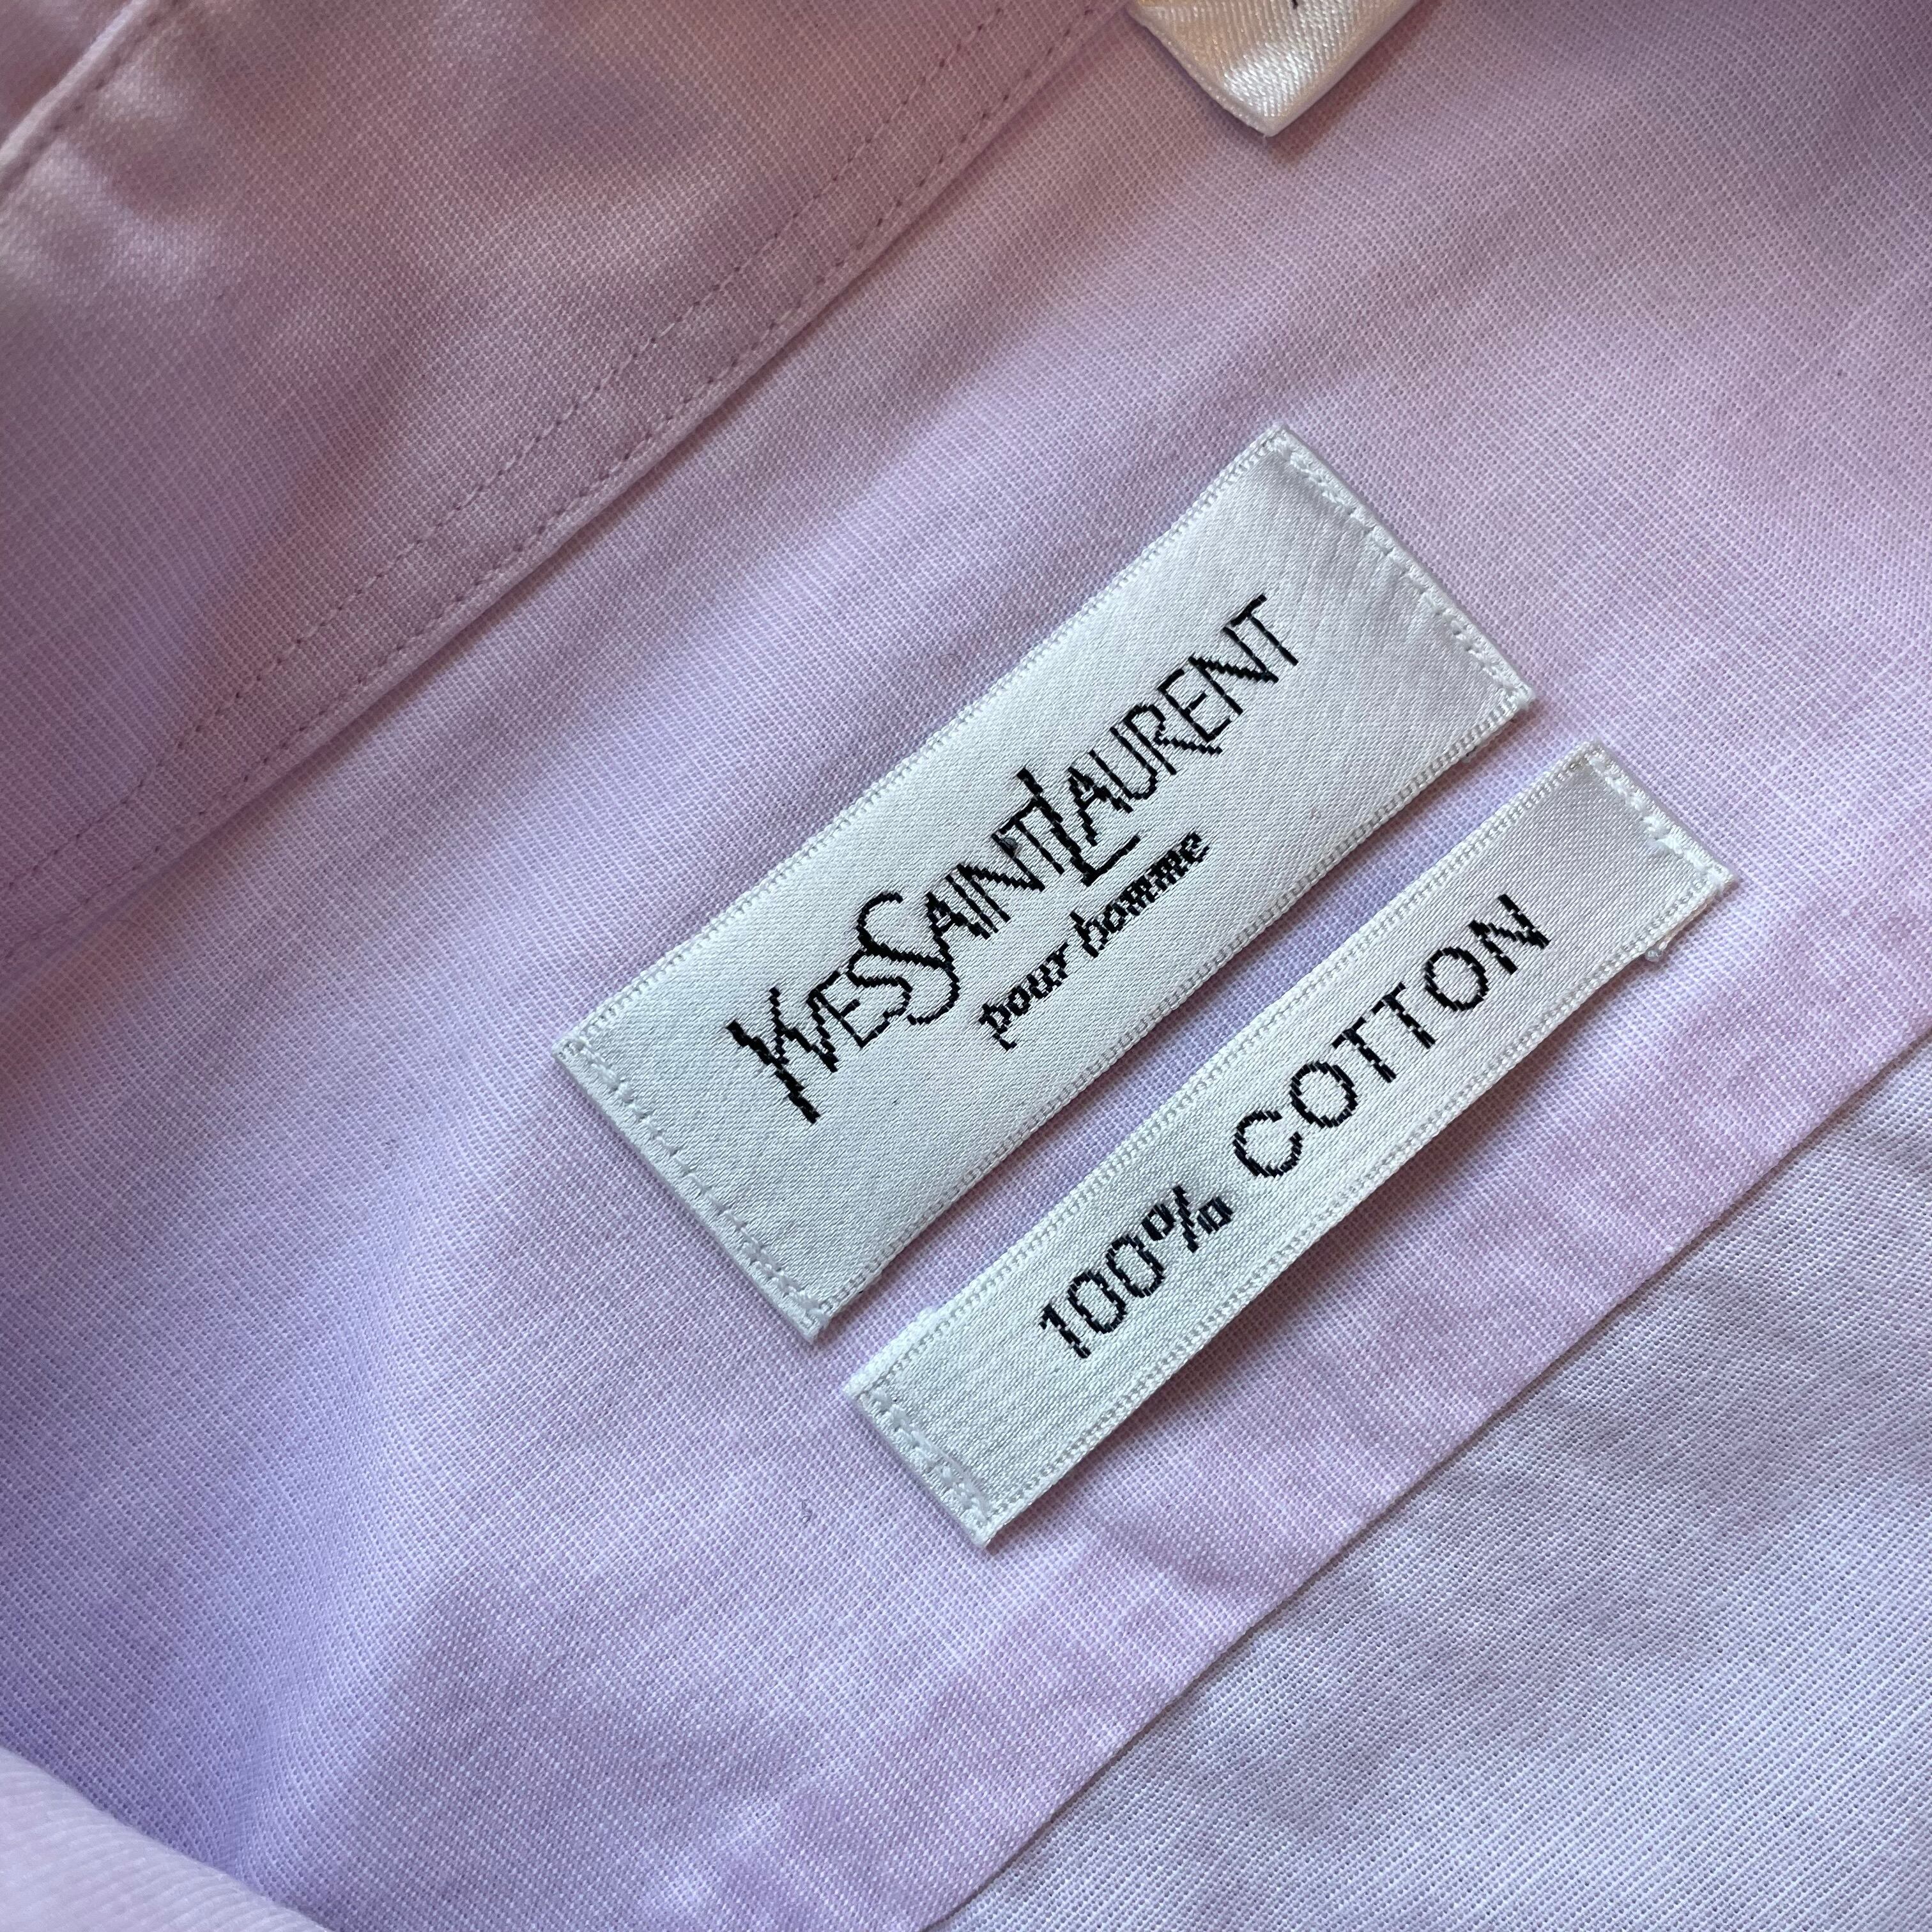 YVESSAINTLAURENT
pour homme
100% COTTON